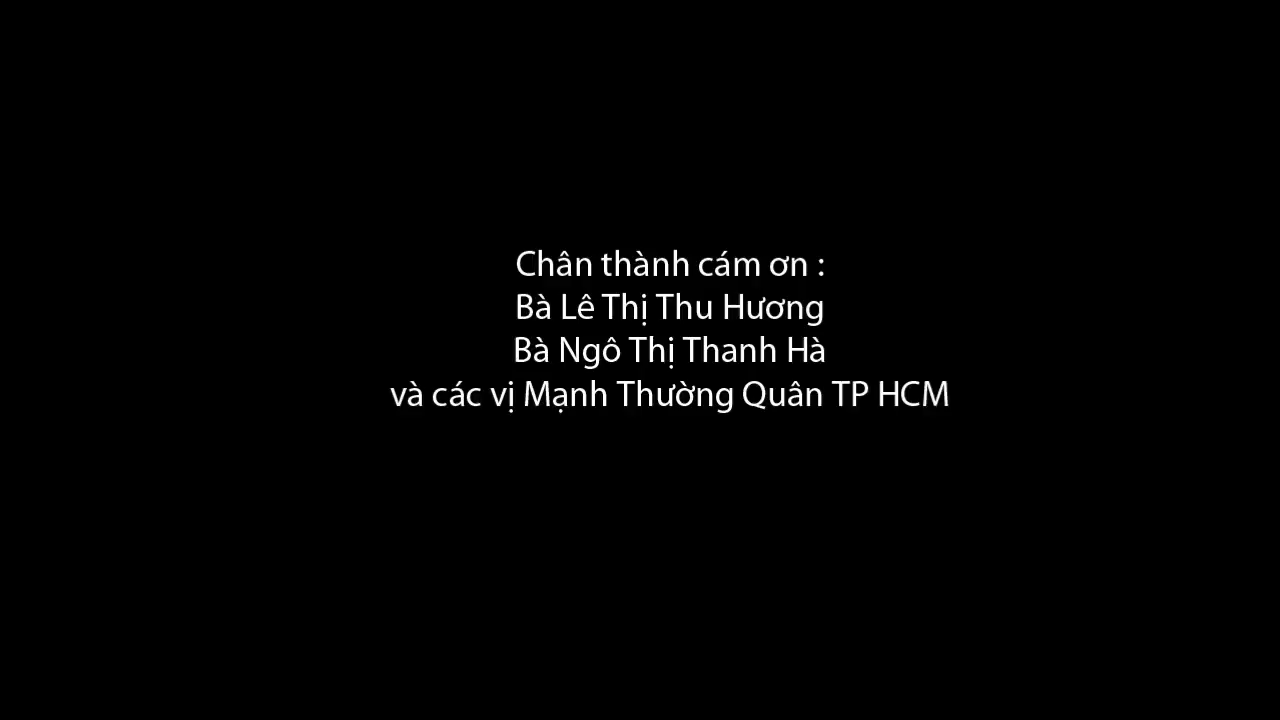 Chân thành cám ơn :
Bà Lê Thị Thu Hương
Bà Ngô Thị Thanh Hà
và các vị Mạnh Thường Quân TP HCM